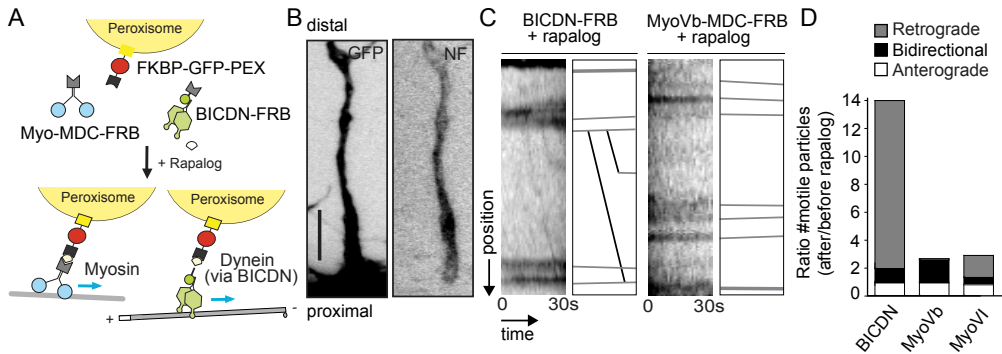 A
Peroxisome
FKBP-GFP-PEX
Myo-MDC-FRB
BICDN-FRB
+ Rapalog
Peroxisome
Peroxisome
Myosin
Dynein
(via BICDN)
+
-
B
distal
GFP
NF
proximal
C
BICDN-FRB
+ rapalog
MyoVb-MDC-FRB
+ rapalog
position
0
30s
0
30s
time
D
Retrograde
Bidirectional
Anterograde
Ratio #motile particles
(after/before rapalog)
14
12
10
8
6
4
2
0
BICDN
MyoVb
MyoVI